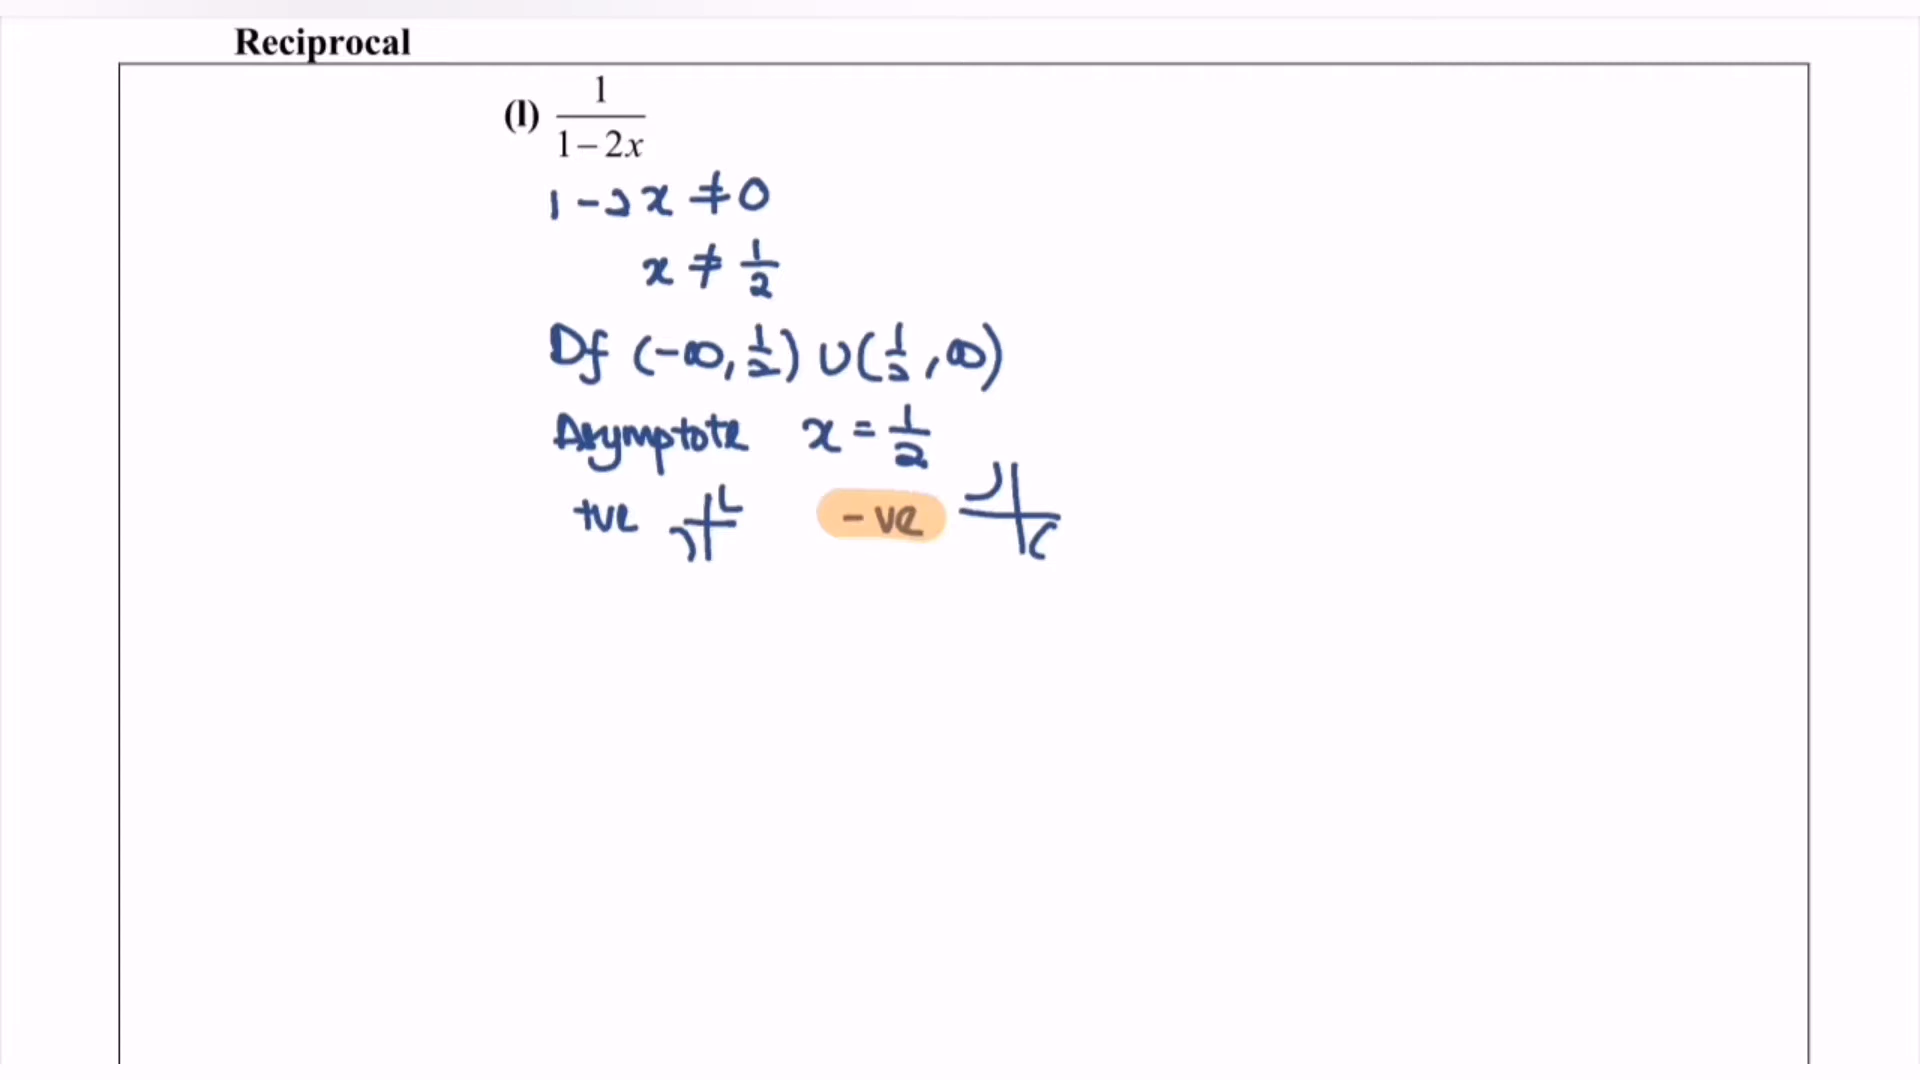 Reciprocal
(l) 1/(1 − 2x)
1 − 2x ≠ 0
x ≠ 1/2
Df (−∞, 1/2) ∪ (1/2, ∞)
Asymptote x = 1/2
+ve −ve